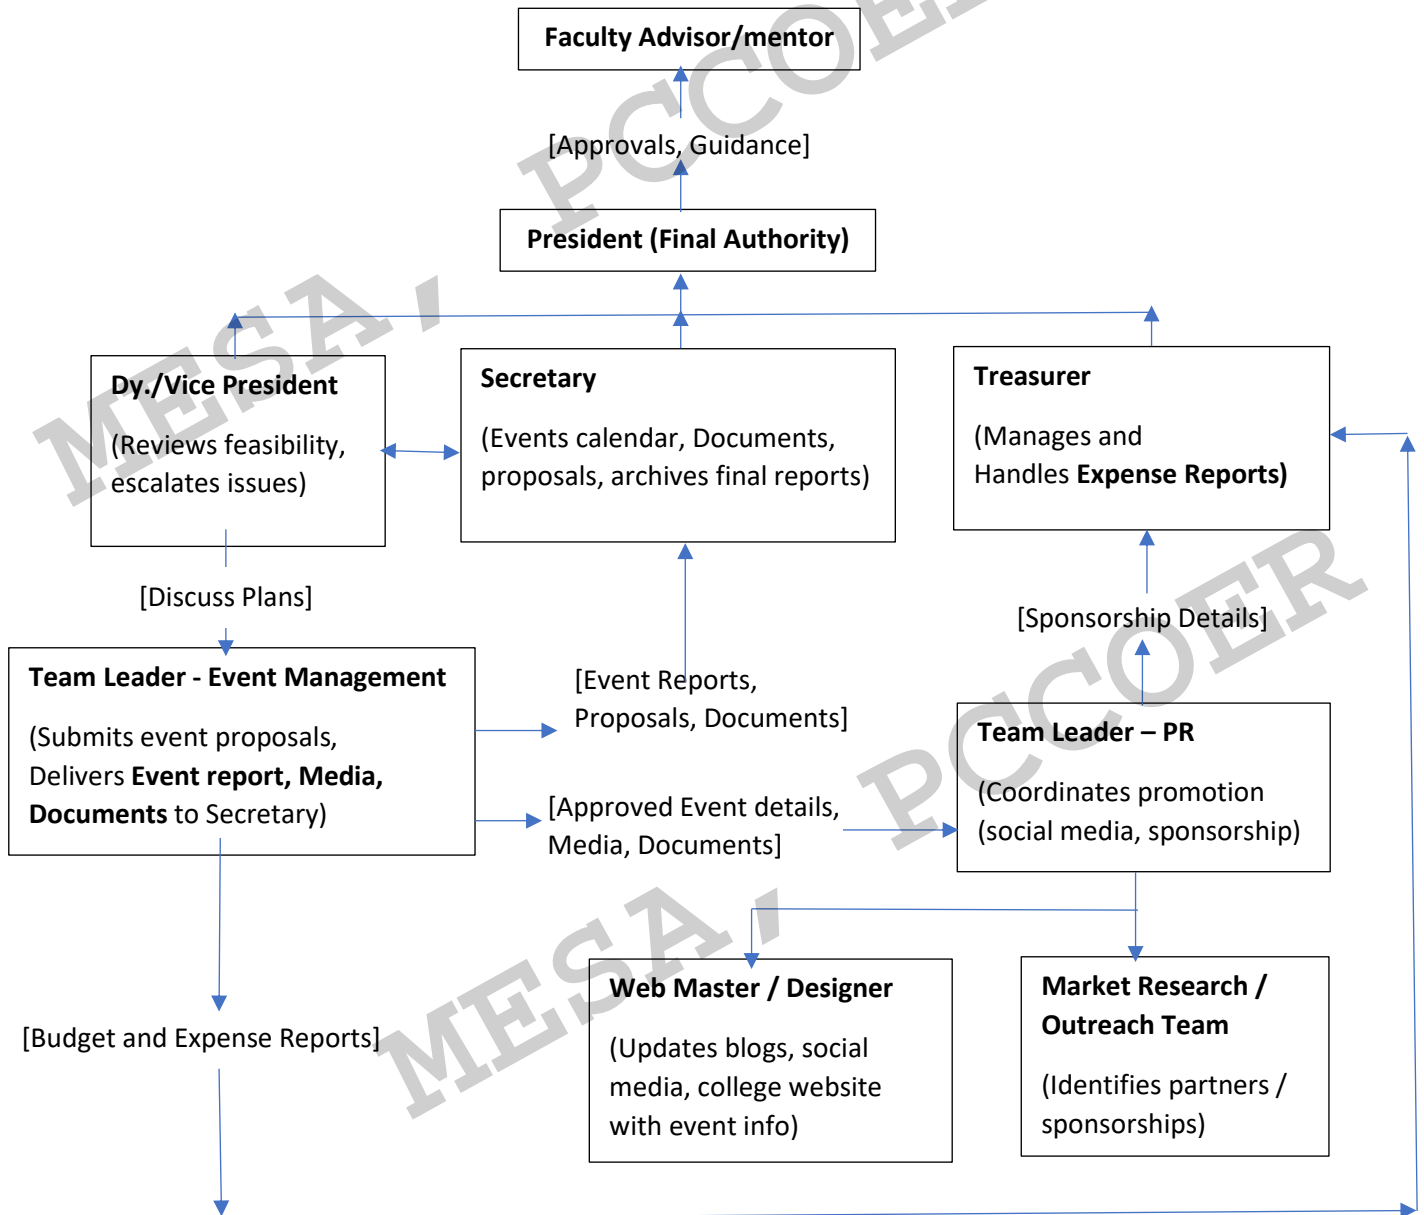 Faculty Advisor/mentor
[Approvals, Guidance]
President (Final Authority)
Dy./Vice President
(Reviews feasibility,
escalates issues)
Secretary
(Events calendar, Documents,
proposals, archives final reports)
Treasurer
(Manages and
Handles Expense Reports)
[Discuss Plans]
[Sponsorship Details]
Team Leader - Event Management
(Submits event proposals,
Delivers Event report, Media,
Documents to Secretary)
[Event Reports,
Proposals, Documents]
[Approved Event details,
Media, Documents]
Team Leader – PR
(Coordinates promotion
(social media, sponsorship)
Web Master / Designer
(Updates blogs, social
media, college website
with event info)
Market Research /
Outreach Team
(Identifies partners /
sponsorships)
[Budget and Expense Reports]
MESA, PCCOER
MESA, PCCOER